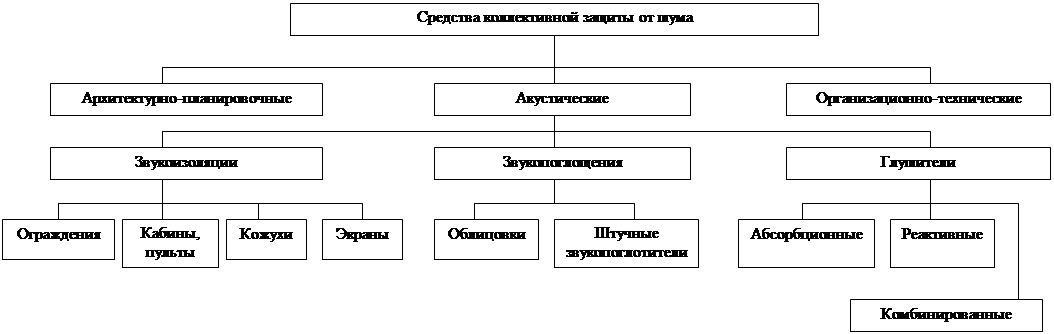 Средства коллективной защиты от шума
Архитектурно-планировочные
Акустические
Организационно-технические
Звукоизоляции
Звукопоглощения
Глушители
Ограждения
Кабины,
пульты
Кожухи
Экраны
Облицовки
Штучные
звукопоглотители
Абсорбционные
Реактивные
Комбинированные